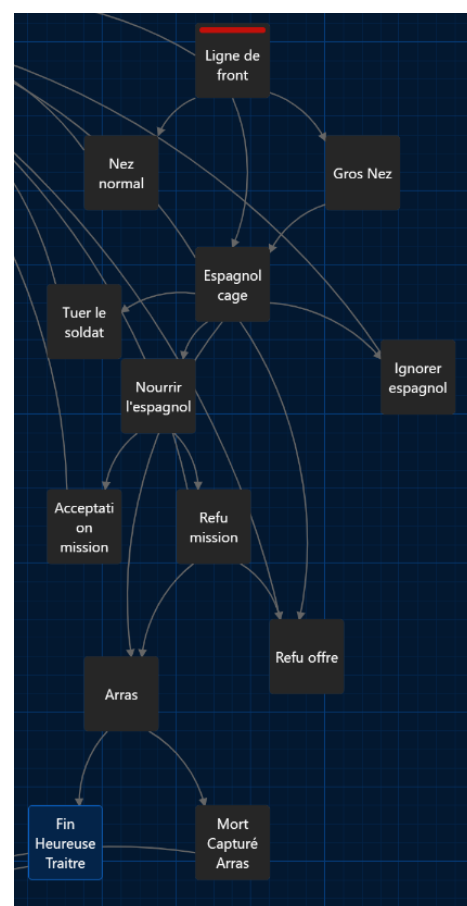 Ligne de
front
Nez
normal
Gros Nez
Espagnol
cage
Tuer le
soldat
Ignorer
espagnol
Nourrir
l'espagnol
Acceptati
on
mission
Refu
mission
Refu offre
Arras
Fin
Heureuse
Traitre
Mort
Capturé
Arras